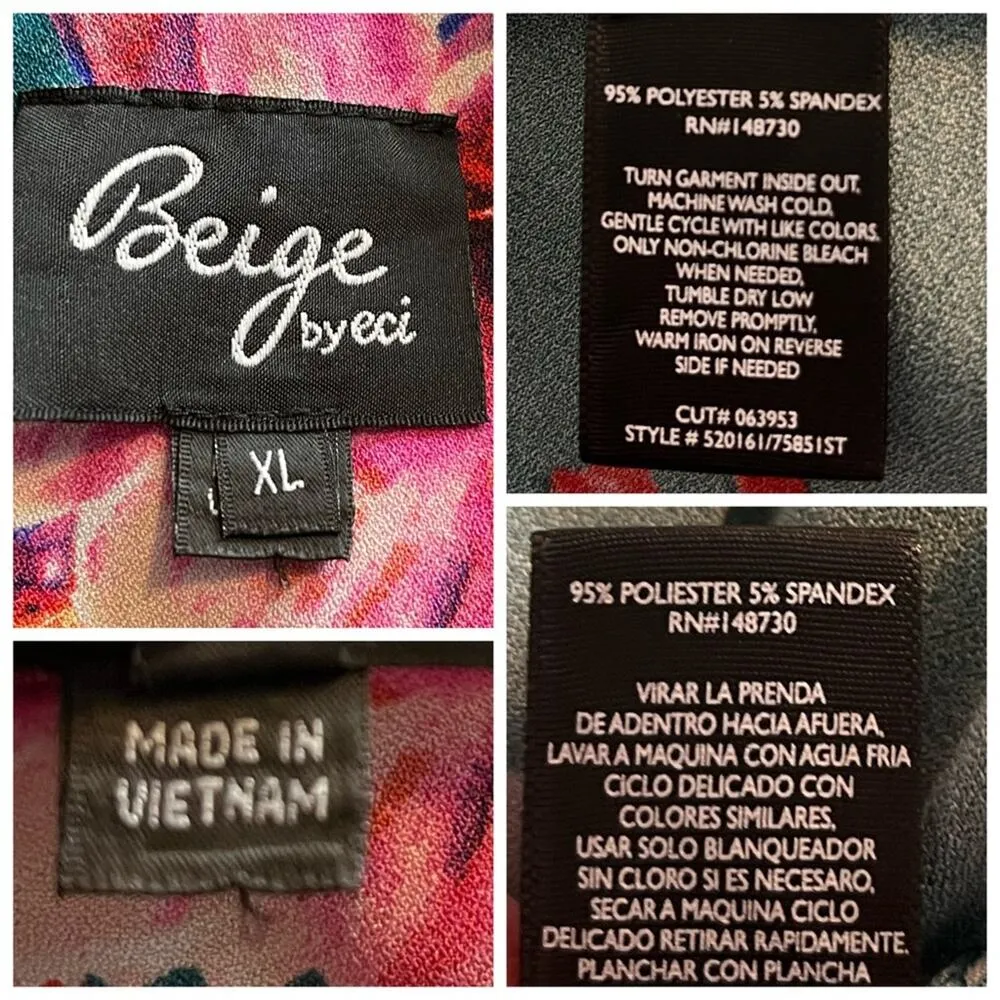 Beige
by eci
XL
95% POLYESTER 5% SPANDEX
RN#148730
TURN GARMENT INSIDE OUT,
MACHINE WASH COLD,
GENTLE CYCLE WITH LIKE COLORS.
ONLY NON-CHLORINE BLEACH
WHEN NEEDED,
TUMBLE DRY LOW
REMOVE PROMPTLY,
WARM IRON ON REVERSE
SIDE IF NEEDED
CUT# 063953
STYLE # 520161/75851ST
MADE IN
VIETNAM
95% POLIESTER 5% SPANDEX
RN#148730
VIRAR LA PRENDA
DE ADENTRO HACIA AFUERA,
LAVAR A MAQUINA CON AGUA FRIA
CICLO DELICADO CON
COLORES SIMILARES,
USAR SOLO BLANQUEADOR
SIN CLORO SI ES NECESARO,
SECAR A MAQUINA CICLO
DELICADO RETIRAR RAPIDAMENTE.
PLANCHAR CON PLANCHA